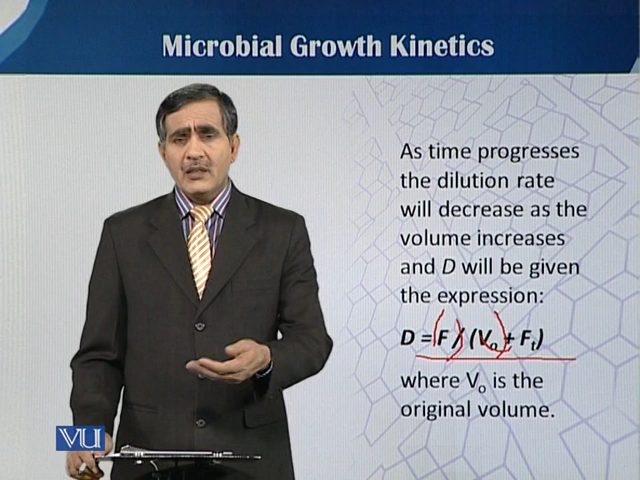 Microbial Growth Kinetics
As time progresses
the dilution rate
will decrease as the
volume increases
and D will be given
the expression:
D = F / (Vo + Ft)
where Vo is the
original volume.
VU